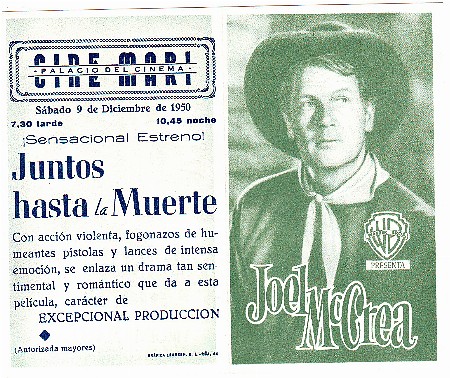 CINE MARI
PALACIO DEL CINEMA
Sábado 9 de Diciembre de 1950
7,30 tarde 10,45 noche
¡Sensacional Estreno!
Juntos
hasta la Muerte
Con acción violenta, fogonazos de hu-
meantes pistolas y lances de intensa
emoción, se enlaza un drama tan sen-
timental y romántico que da a esta
película, carácter de
EXCEPCIONAL PRODUCCION
(Autorizada mayores)
WB
PRESENTA
Joel
McCrea